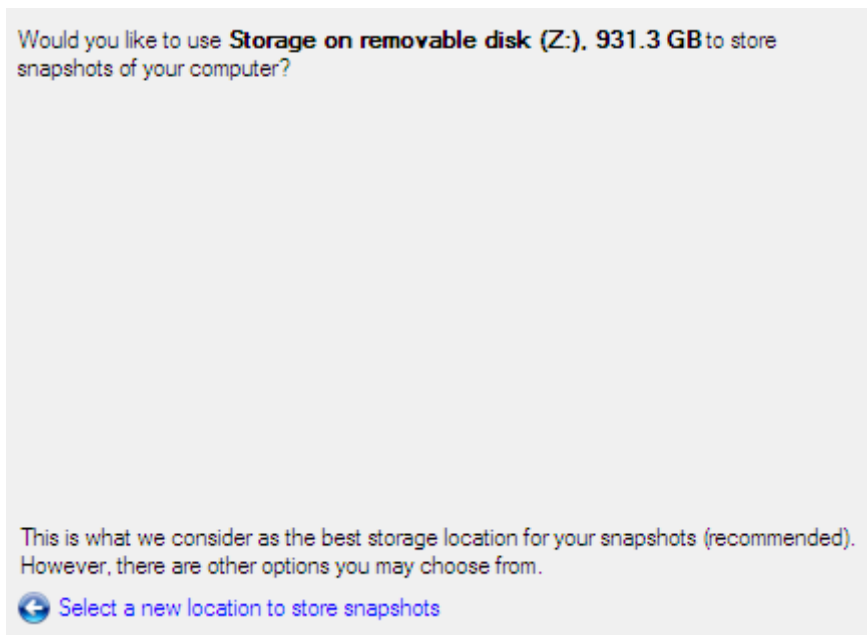 Would you like to use Storage on removable disk (Z:), 931.3 GB to store
snapshots of your computer?
This is what we consider as the best storage location for your snapshots (recommended).
However, there are other options you may choose from.
Select a new location to store snapshots